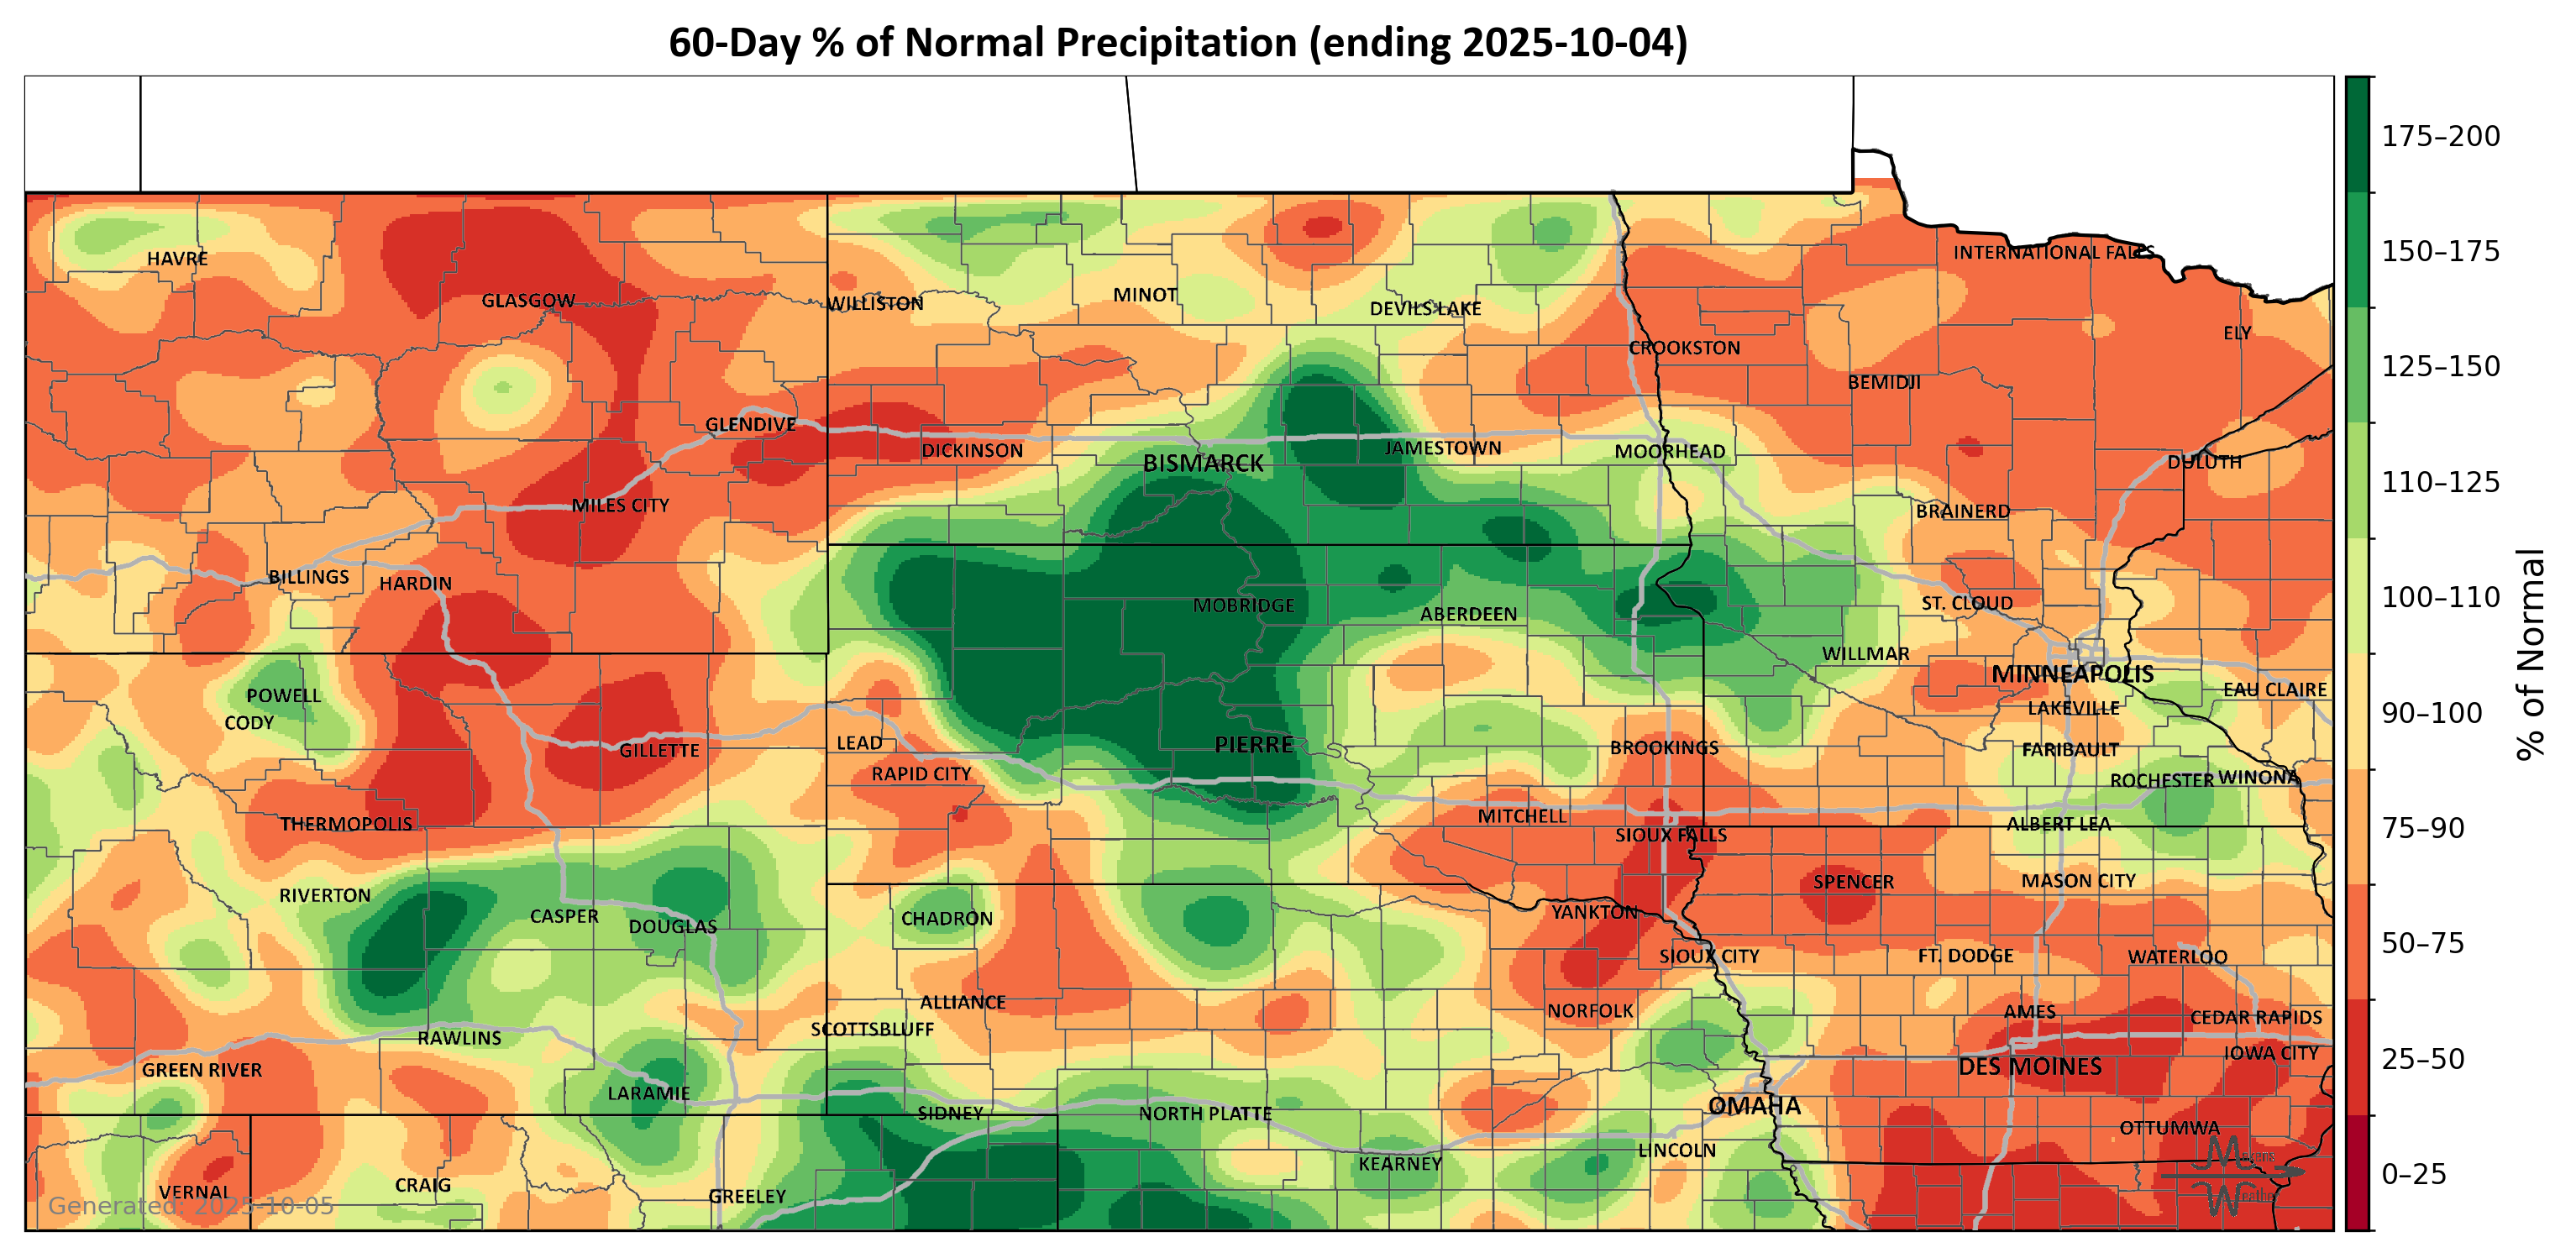 60-Day % of Normal Precipitation (ending 2025-10-04)
175–200
150–175
125–150
110–125
100–110
90–100
75–90
50–75
25–50
0–25
% of Normal
HAVRE
INTERNATIONAL FALLS
GLASGOW
WILLISTON
MINOT
DEVILS LAKE
ELY
CROOKSTON
BEMIDJI
GLENDIVE
DICKINSON
BISMARCK
JAMESTOWN
MOORHEAD
DULUTH
MILES CITY
BRAINERD
BILLINGS
HARDIN
MOBRIDGE
ABERDEEN
ST. CLOUD
WILLMAR
MINNEAPOLIS
POWELL
EAU CLAIRE
CODY
LAKEVILLE
GILLETTE
LEAD
PIERRE
BROOKINGS
FARIBAULT
RAPID CITY
ROCHESTER
WINONA
THERMOPOLIS
MITCHELL
SIOUX FALLS
ALBERT LEA
RIVERTON
SPENCER
MASON CITY
CASPER
DOUGLAS
CHADRON
YANKTON
SIOUX CITY
FT. DODGE
WATERLOO
ALLIANCE
NORFOLK
AMES
CEDAR RAPIDS
SCOTTSBLUFF
RAWLINS
IOWA CITY
GREEN RIVER
DES MOINES
LARAMIE
SIDNEY
NORTH PLATTE
OMAHA
OTTUMWA
LINCOLN
KEARNEY
VERNAL
CRAIG
GREELEY
Generated: 2025-10-05